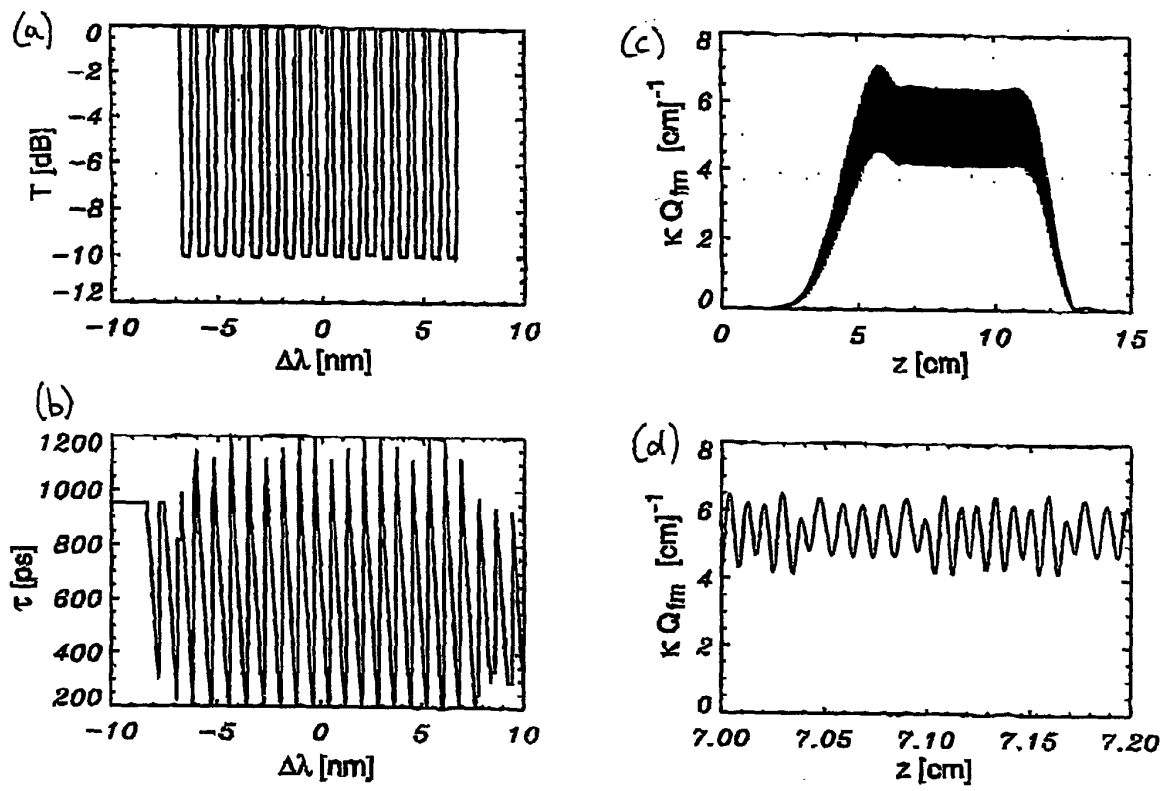 (a)
T [dB]
0
−2
−4
−6
−8
−10
−12
−10 −5 0 5 10
Δλ [nm]
(b)
τ [ps]
1200
1000
800
600
400
200
−10 −5 0 5 10
Δλ [nm]
(c)
κ Q_fm [cm]⁻¹
8
6
4
2
0
0 5 10 15
z [cm]
(d)
κ Q_fm [cm]⁻¹
8
6
4
2
0
7.00 7.05 7.10 7.15 7.20
z [cm]